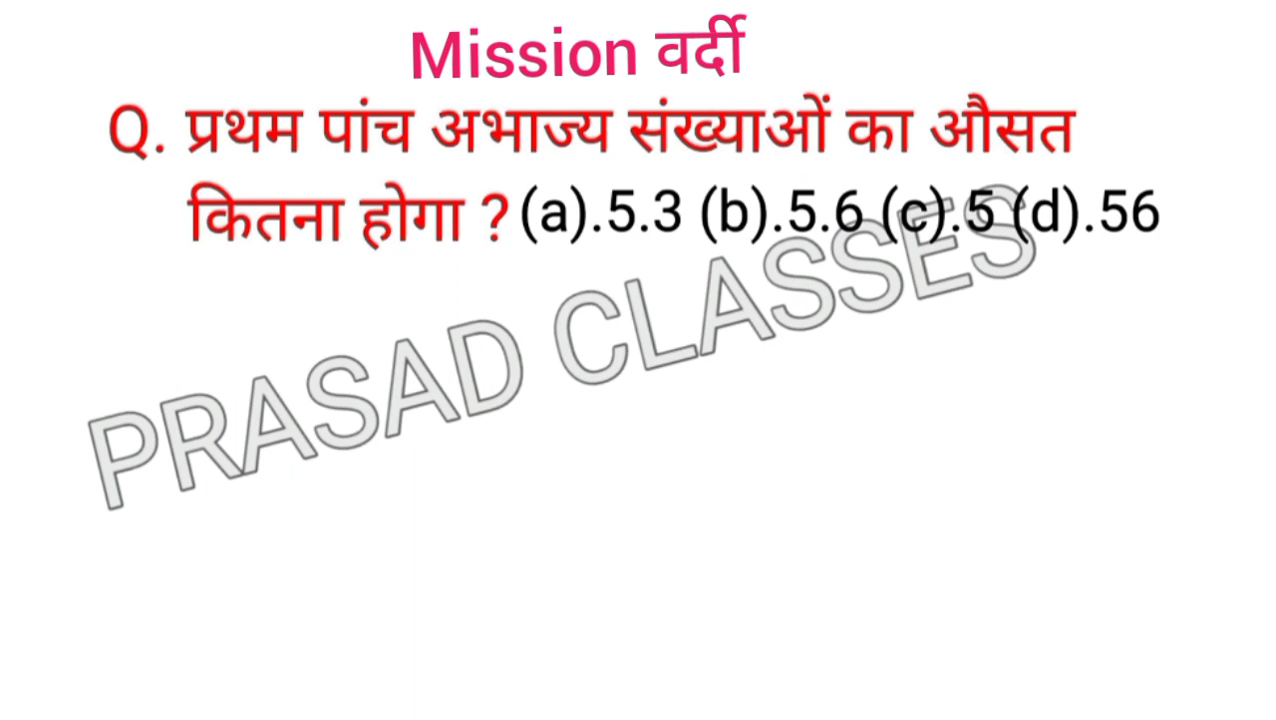 Mission वर्दी
Q. प्रथम पांच अभाज्य संख्याओं का औसत
कितना होगा ? (a).5.3 (b).5.6 (c).5 (d).56
PRASAD CLASSES